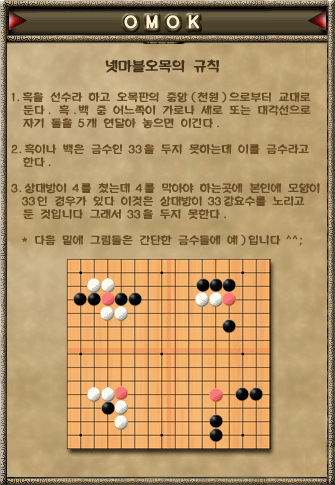 OMOK
넷마블오목의 규칙
1. 흑을 선수라 하고 오목판의 중앙(천원)으로부터 교대로
둔다. 흑.백 중 어느쪽이 가로나 세로 또는 대각선으로
자기 돌을 5개 연달아 놓으면 이긴다.
2. 흑이나 백은 금수인 33을 두지 못하는데 이를 금수라고
한다.
3. 상대방이 4를 쳤는데 4를 막아야 하는곳에 본인에 모양이
33인 경우가 있다 이것은 상대방이 33강요수를 노리고
둔 것입니다 그래서 33을 두지 못한다.
* 다음 밑에 그림들은 간단한 금수들에 예)입니다 ^^;